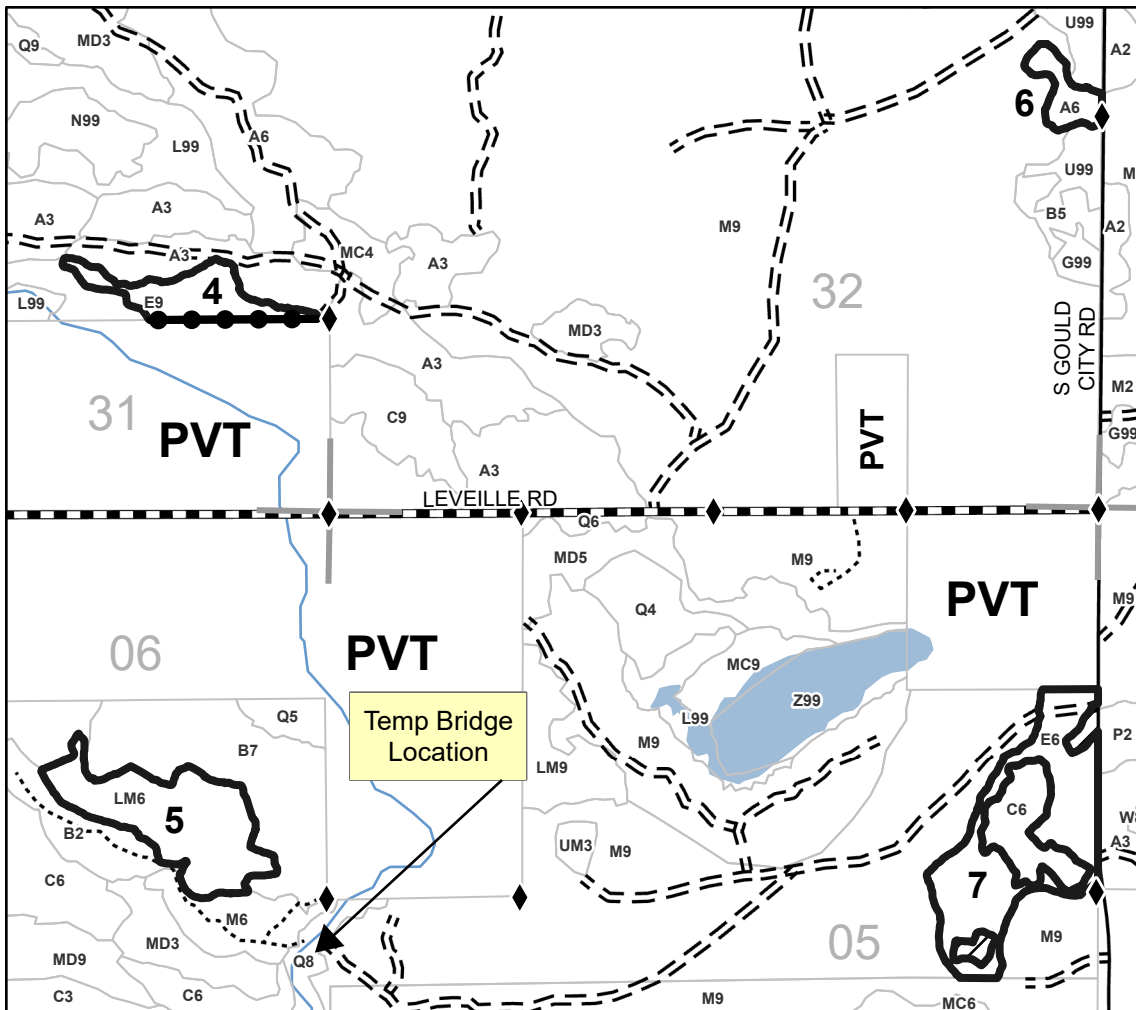 U99
MD3
Q9
A2
6
A6
N99
A6
L99
U99
M
A3
A3
B5
A2
M9
A3
MC4
A3
G99
4
32
L99
E9
MD3
S GOULD
CITY RD
A3
M2
31
PVT
C9
PVT
G99
A3
LEVEILLE RD
Q6
MD5
M9
Q4
PVT
M9
06
PVT
MC9
Z99
Temp Bridge
Location
L99
Q5
B7
M9
E6
P2
LM9
LM6
C6
5
B2
W8
UM3
M9
A3
C6
7
M6
MD3
05
M9
MD9
Q8
C3
C6
M9
MC6